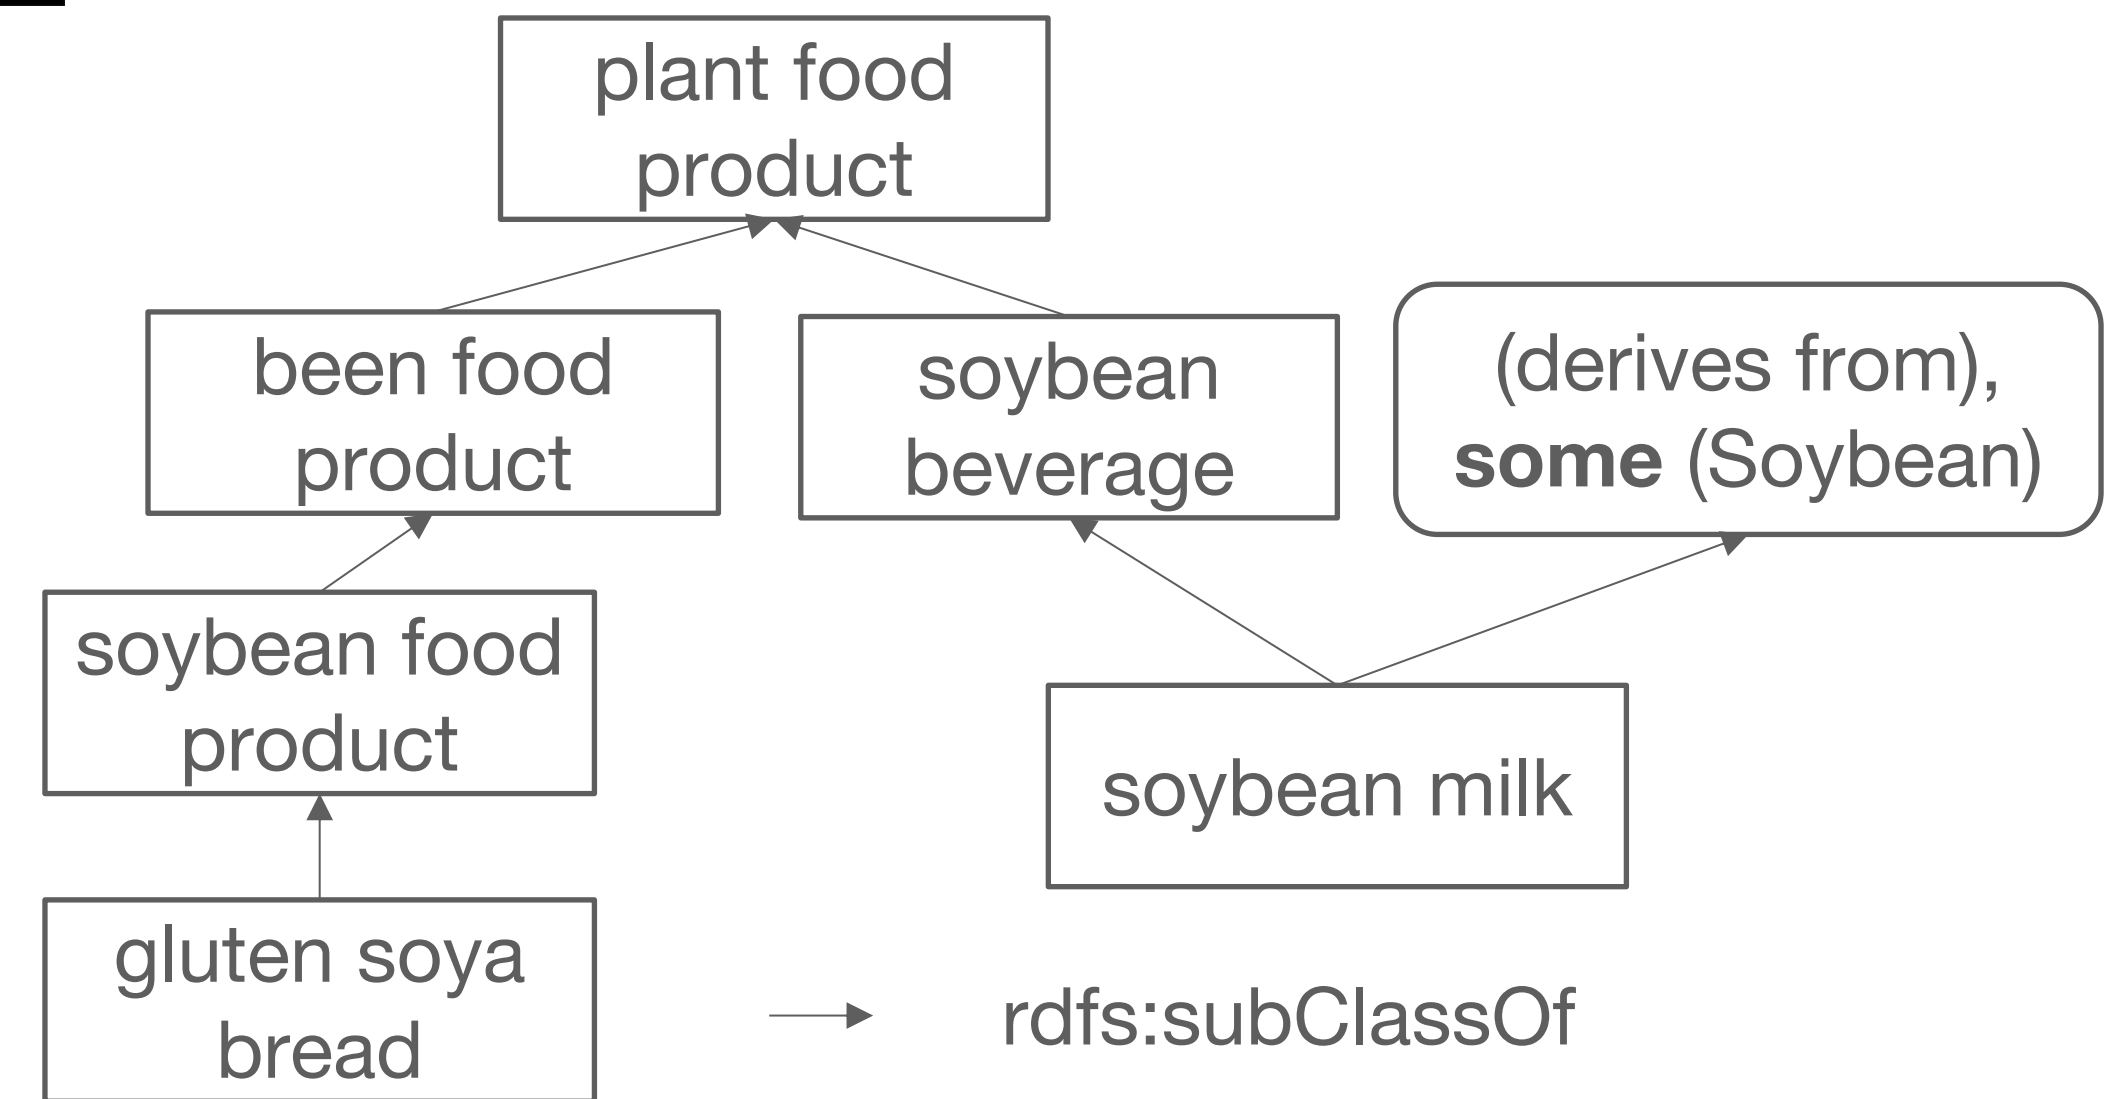 plant food
product
been food
product
soybean
beverage
(derives from),
some (Soybean)
soybean food
product
soybean milk
gluten soya
bread
rdfs:subClassOf